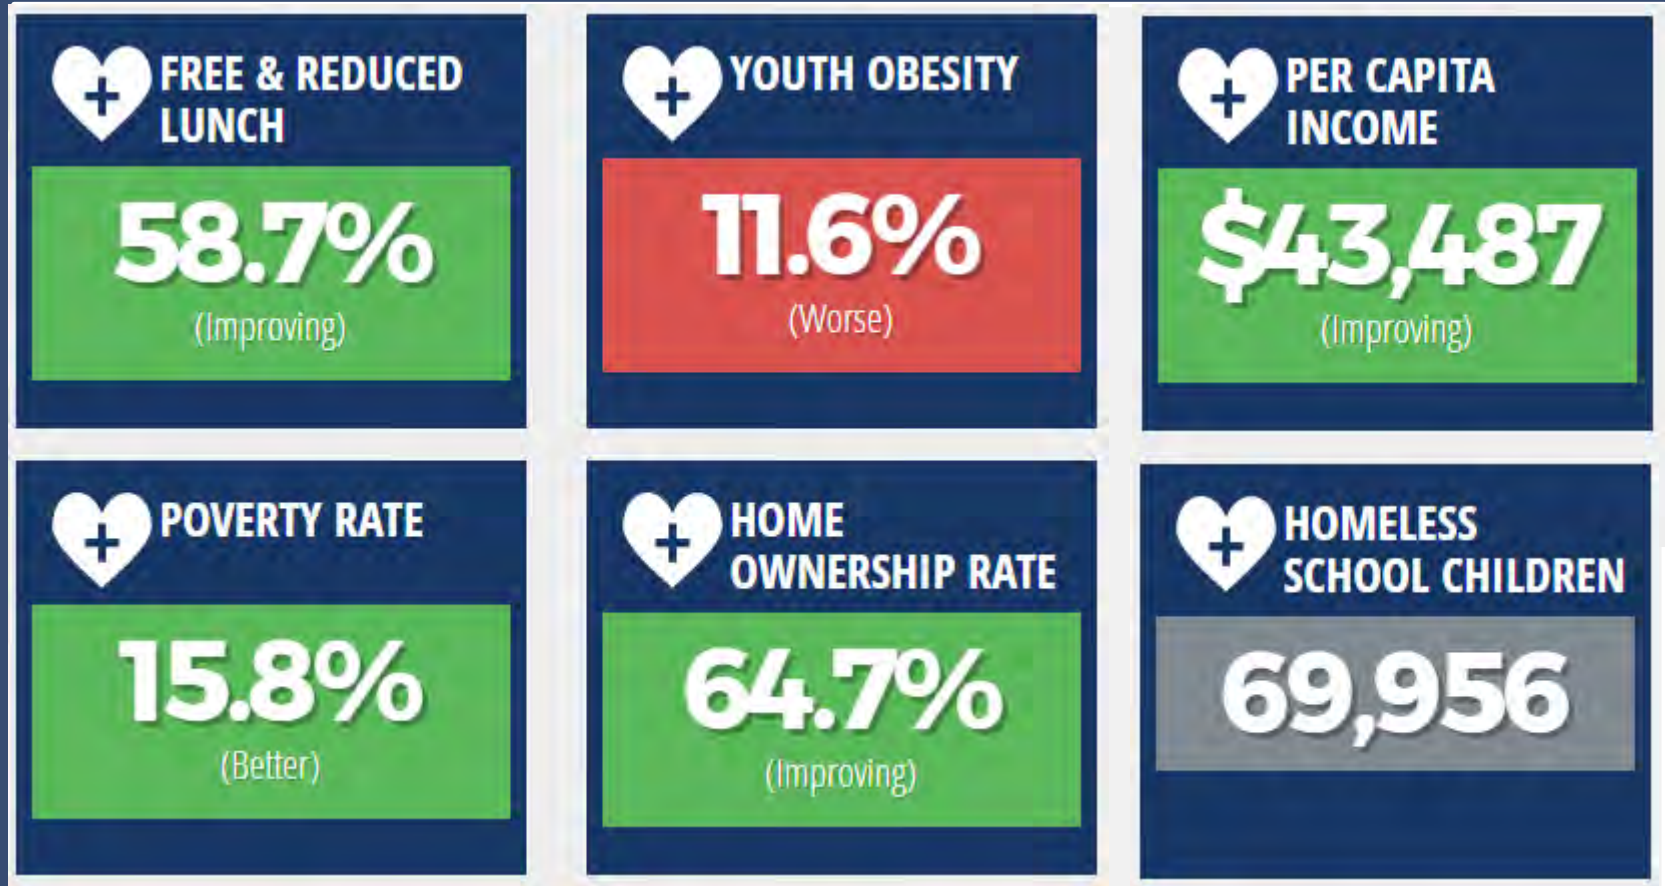 FREE & REDUCED
LUNCH
58.7%
(Improving)
YOUTH OBESITY
11.6%
(Worse)
PER CAPITA
INCOME
$43,487
(Improving)
POVERTY RATE
15.8%
(Better)
HOME
OWNERSHIP RATE
64.7%
(Improving)
HOMELESS
SCHOOL CHILDREN
69,956